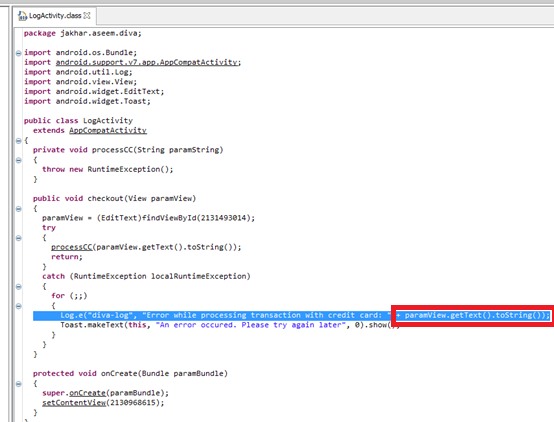 LogActivity.class
package jakhar.aseem.diva;
import android.os.Bundle;
import android.support.v7.app.AppCompatActivity;
import android.util.Log;
import android.view.View;
import android.widget.EditText;
import android.widget.Toast;
public class LogActivity
extends AppCompatActivity
{
private void processCC(String paramString)
{
throw new RuntimeException();
}
public void checkout(View paramView)
{
paramView = (EditText)findViewById(2131493014);
try
{
processCC(paramView.getText().toString());
return;
}
catch (RuntimeException localRuntimeException)
{
for (;;)
{
Log.e("diva-log", "Error while processing transaction with credit card: " + paramView.getText().toString());
Toast.makeText(this, "An error occured. Please try again later", 0).show();
}
}
}
protected void onCreate(Bundle paramBundle)
{
super.onCreate(paramBundle);
setContentView(2130968615);
}
}